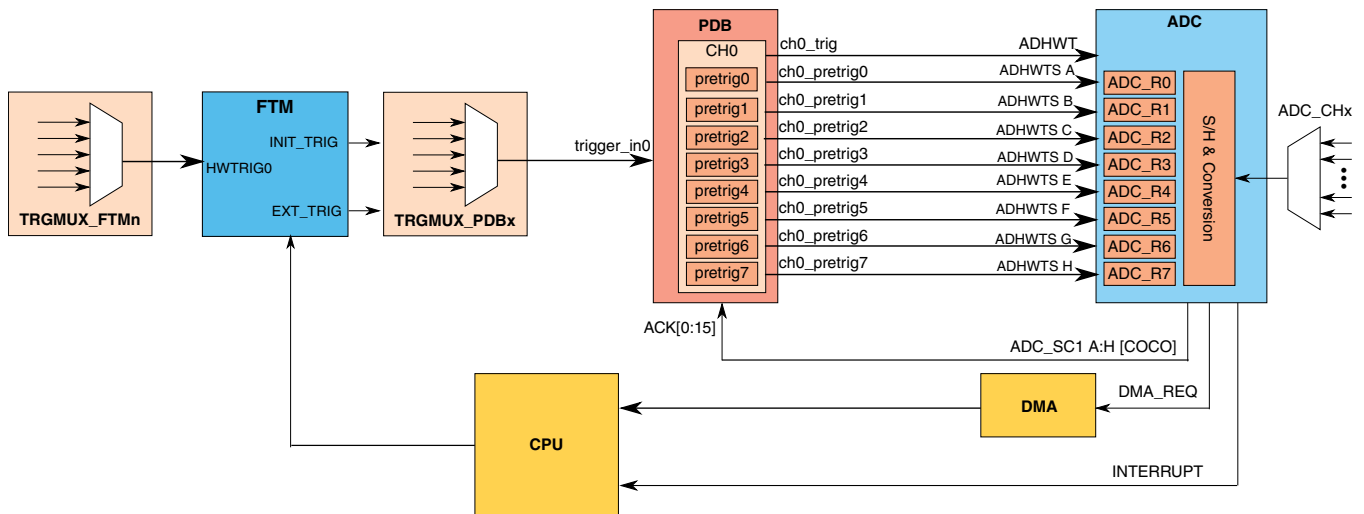 PDB
ADC
CH0
ch0_trig
ADHWT
pretrig0
ch0_pretrig0
ADHWTS A
ADC_R0
FTM
pretrig1
ch0_pretrig1
ADHWTS B
ADC_R1
ADC_CHx
INIT_TRIG
pretrig2
ch0_pretrig2
ADHWTS C
ADC_R2
HWTRIG0
trigger_in0
pretrig3
ch0_pretrig3
ADHWTS D
ADC_R3
S/H & Conversion
pretrig4
ch0_pretrig4
ADHWTS E
ADC_R4
EXT_TRIG
TRGMUX_FTMn
TRGMUX_PDBx
pretrig5
ch0_pretrig5
ADHWTS F
ADC_R5
pretrig6
ch0_pretrig6
ADHWTS G
ADC_R6
pretrig7
ch0_pretrig7
ADHWTS H
ADC_R7
ACK[0:15]
ADC_SC1 A:H [COCO]
DMA_REQ
DMA
CPU
INTERRUPT